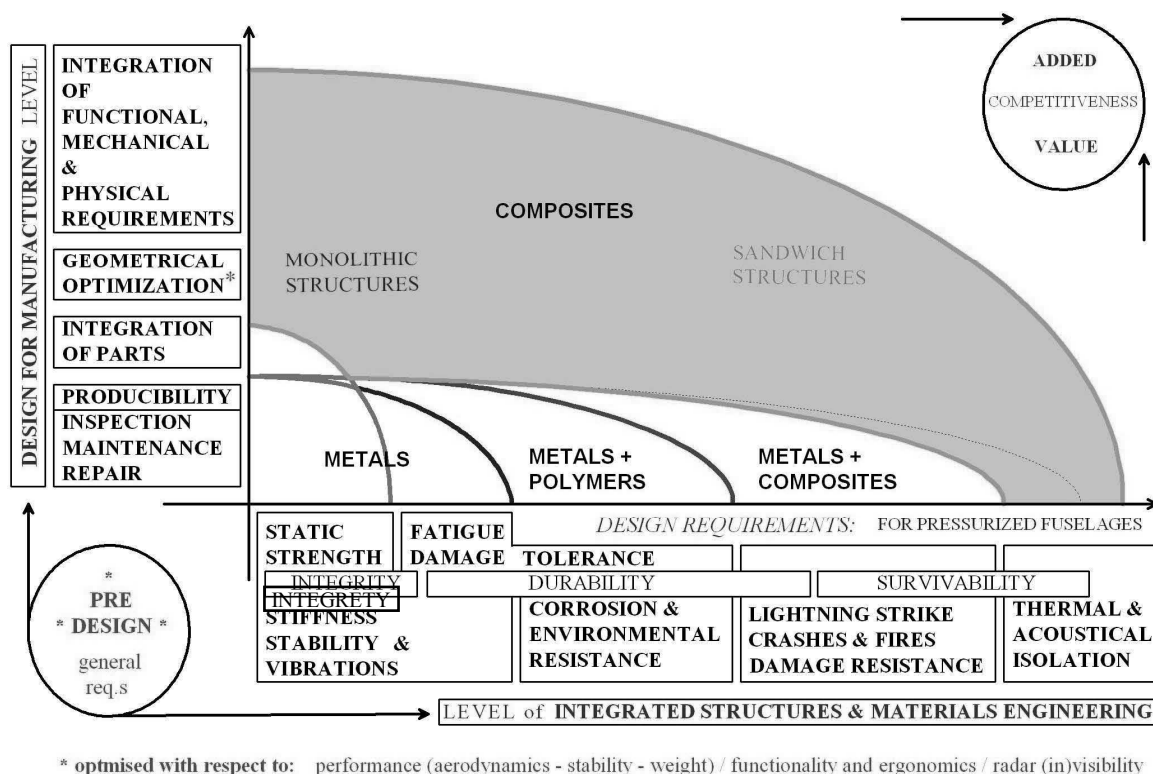 DESIGN FOR MANUFACTURING LEVEL
INTEGRATION
OF
FUNCTIONAL,
MECHANICAL
&
PHYSICAL
REQUIREMENTS
GEOMETRICAL
OPTIMIZATION*
INTEGRATION
OF PARTS
PRODUCIBILITY
INSPECTION
MAINTENANCE
REPAIR
ADDED
COMPETITIVENESS
VALUE
COMPOSITES
MONOLITHIC
STRUCTURES
SANDWICH
STRUCTURES
METALS
METALS +
POLYMERS
METALS +
COMPOSITES
DESIGN REQUIREMENTS: FOR PRESSURIZED FUSELAGES
STATIC
STRENGTH
FATIGUE
DAMAGE
TOLERANCE
INTEGRITY
DURABILITY
SURVIVABILITY
INTEGRETY
STIFFNESS
STABILITY &
VIBRATIONS
CORROSION &
ENVIRONMENTAL
RESISTANCE
LIGHTNING STRIKE
CRASHES & FIRES
DAMAGE RESISTANCE
THERMAL &
ACOUSTICAL
ISOLATION
*
PRE
* DESIGN *
general
req.s
LEVEL of INTEGRATED STRUCTURES & MATERIALS ENGINEERING
* optmised with respect to: performance (aerodynamics - stability - weight) / functionality and ergonomics / radar (in)visibility